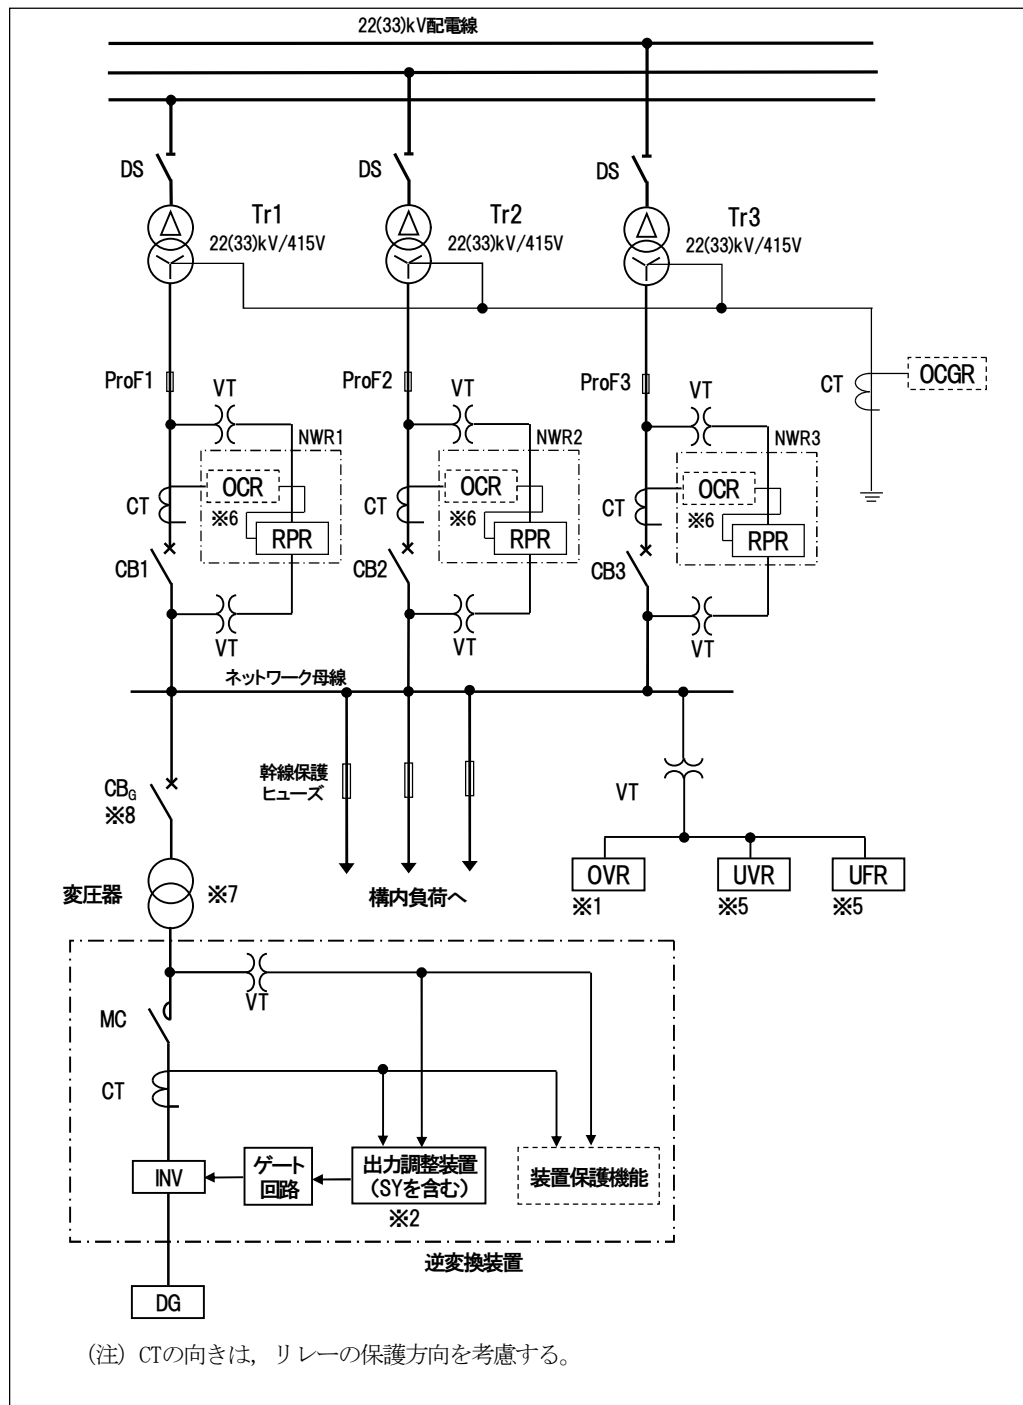 22(33)kV配電線
DS
DS
DS
Tr1
22(33)kV/415V
Tr2
22(33)kV/415V
Tr3
22(33)kV/415V
ProF1
VT
ProF2
VT
ProF3
VT
CT
OCGR
NWR1
NWR2
NWR3
CT
OCR
※6
RPR
CT
OCR
※6
RPR
CT
OCR
※6
RPR
CB1
CB2
CB3
VT
VT
VT
ネットワーク母線
幹線保護
ヒューズ
VT
CBG
※8
OVR
※1
UVR
※5
UFR
※5
変圧器
※7
構内負荷へ
VT
MC
CT
INV
ゲート
回路
出力調整装置
(SYを含む)
※2
装置保護機能
逆変換装置
DG
(注) CTの向きは, リレーの保護方向を考慮する。